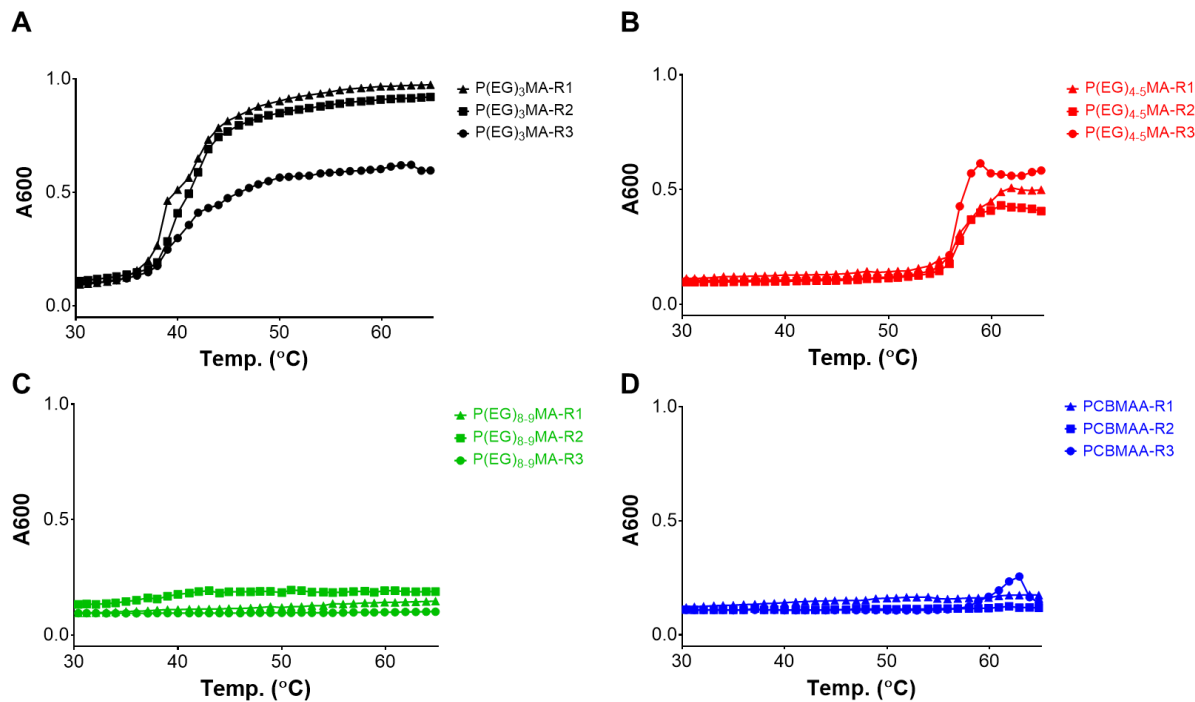 A
1.0
0.5
0.0
A600
30
40
50
60
Temp. (°C)
P(EG)₃MA-R1
P(EG)₃MA-R2
P(EG)₃MA-R3
B
1.0
0.5
0.0
A600
30
40
50
60
Temp. (°C)
P(EG)₄₋₅MA-R1
P(EG)₄₋₅MA-R2
P(EG)₄₋₅MA-R3
C
1.0
0.5
0.0
A600
30
40
50
60
Temp. (°C)
P(EG)₈₋₉MA-R1
P(EG)₈₋₉MA-R2
P(EG)₈₋₉MA-R3
D
1.0
0.5
0.0
A600
30
40
50
60
Temp. (°C)
PCBMAA-R1
PCBMAA-R2
PCBMAA-R3